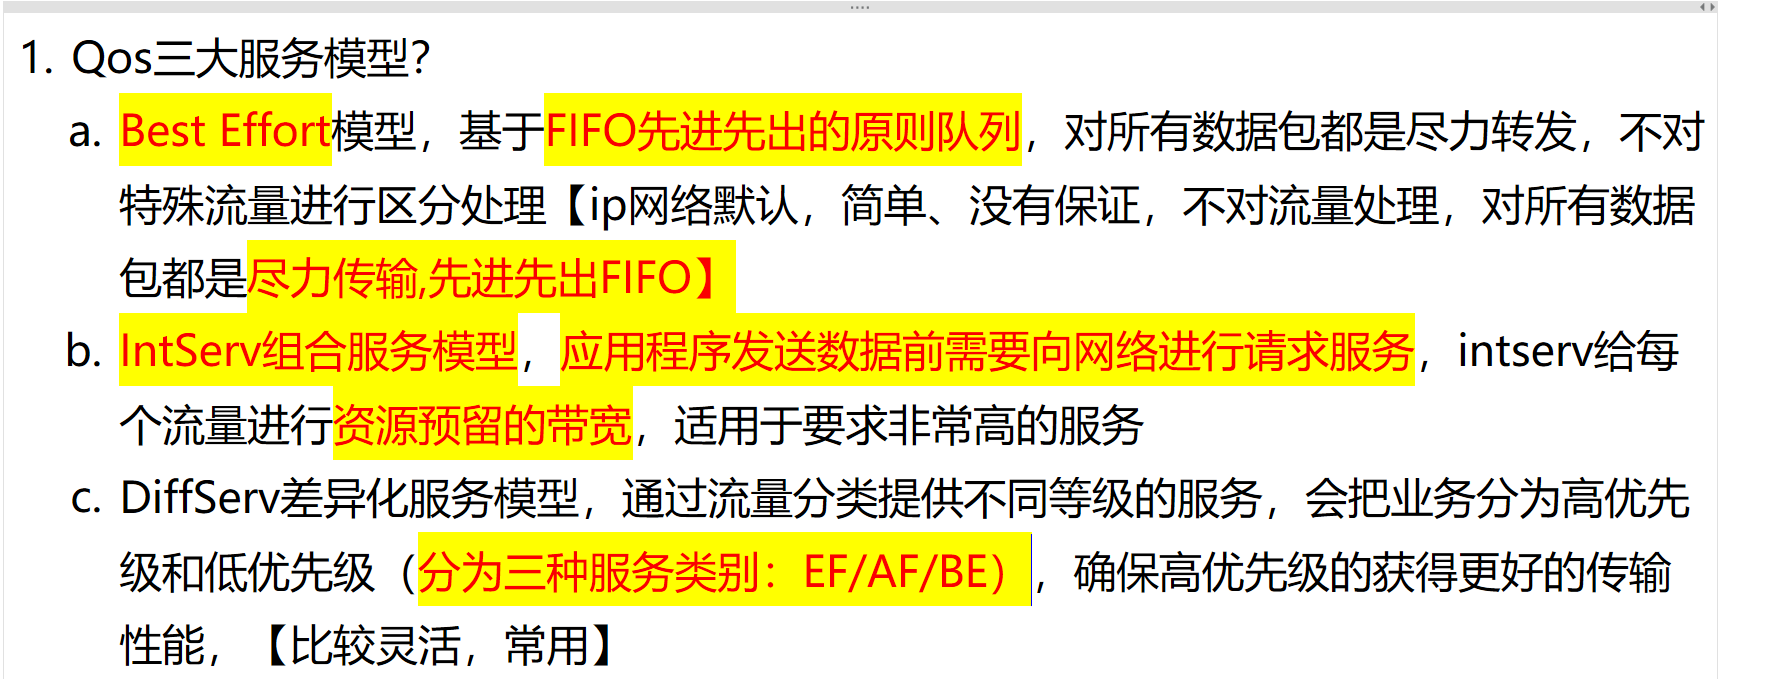 1. Qos三大服务模型？
a. Best Effort模型，基于FIFO先进先出的原则队列，对所有数据包都是尽力转发，不对
特殊流量进行区分处理【ip网络默认，简单、没有保证，不对流量处理，对所有数据
包都是尽力传输,先进先出FIFO】
b. IntServ组合服务模型，应用程序发送数据前需要向网络进行请求服务，intserv给每
个流量进行资源预留的带宽，适用于要求非常高的服务
c. DiffServ差异化服务模型，通过流量分类提供不同等级的服务，会把业务分为高优先
级和低优先级（分为三种服务类别：EF/AF/BE），确保高优先级的获得更好的传输
性能，【比较灵活，常用】